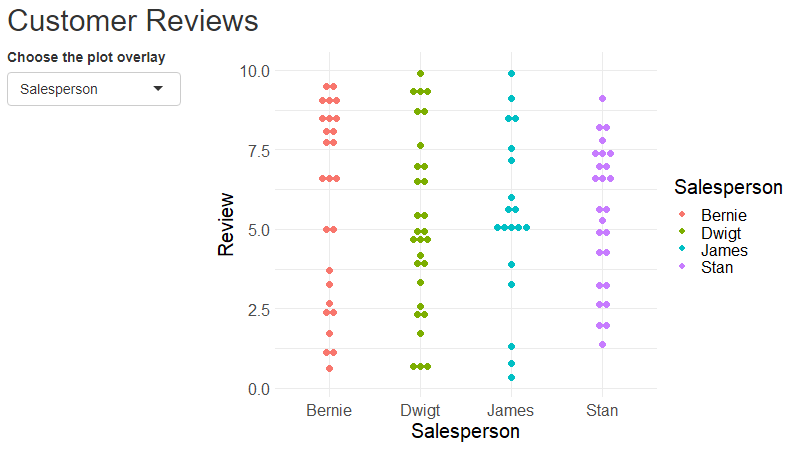 Customer Reviews
Choose the plot overlay
Salesperson
10.0
7.5
5.0
2.5
0.0
Review
Bernie Dwigt James Stan
Salesperson
Salesperson
Bernie
Dwigt
James
Stan